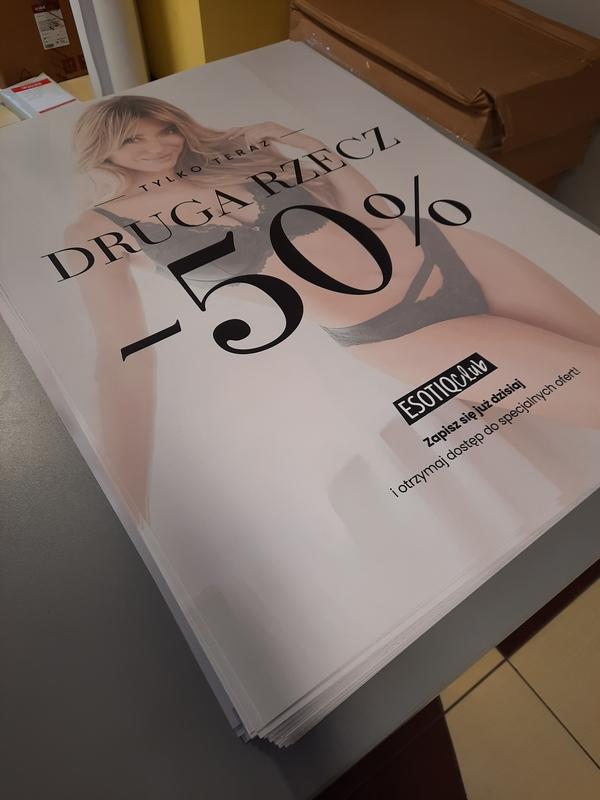 TYLKO TERAZ
DRUGA RZECZ
-50%
ESOTIQ club
Zapisz się już dzisiaj
i otrzymaj dostęp do specjalnych ofert!